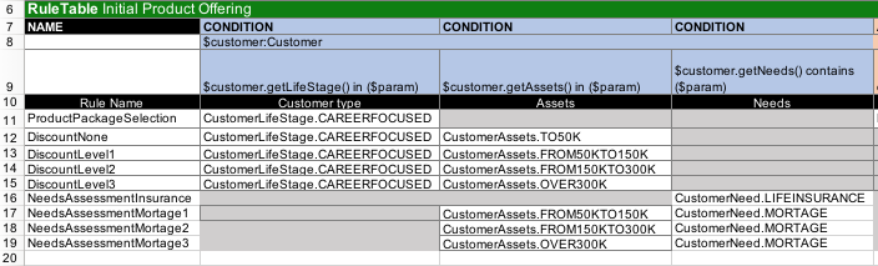 6 RuleTable Initial Product Offering
7 NAME CONDITION CONDITION CONDITION
8 $customer:Customer
$customer.getNeeds() contains
9 $customer.getLifeStage() in ($param) $customer.getAssets() in ($param) ($param)
10 Rule Name Customer type Assets Needs
11 ProductPackageSelection CustomerLifeStage.CAREERFOCUSED
12 DiscountNone CustomerLifeStage.CAREERFOCUSED CustomerAssets.TO50K
13 DiscountLevel1 CustomerLifeStage.CAREERFOCUSED CustomerAssets.FROM50KTO150K
14 DiscountLevel2 CustomerLifeStage.CAREERFOCUSED CustomerAssets.FROM150KTO300K
15 DiscountLevel3 CustomerLifeStage.CAREERFOCUSED CustomerAssets.OVER300K
16 NeedsAssessmentInsurance CustomerNeed.LIFEINSURANCE
17 NeedsAssessmentMortage1 CustomerAssets.FROM50KTO150K CustomerNeed.MORTAGE
18 NeedsAssessmentMortage2 CustomerAssets.FROM150KTO300K CustomerNeed.MORTAGE
19 NeedsAssessmentMortage3 CustomerAssets.OVER300K CustomerNeed.MORTAGE
20